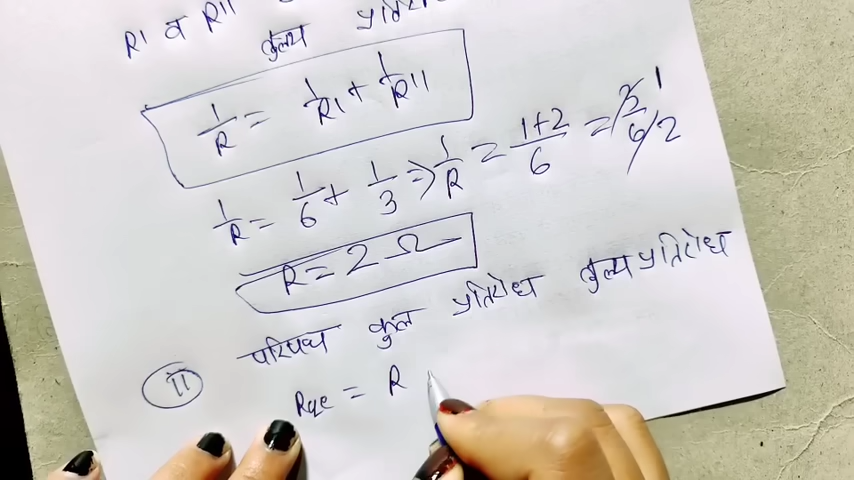 R' व R"
तुल्य
1/R = 1/R' + 1/R"
1/R = 1/6 + 1/3 ⇒ 1/R = 1+2/6 = 3/6 1/2
R = 2 Ω
(ii) परिपथ कुल प्रतिरोध तुल्य प्रतिरोध
Rqe = R